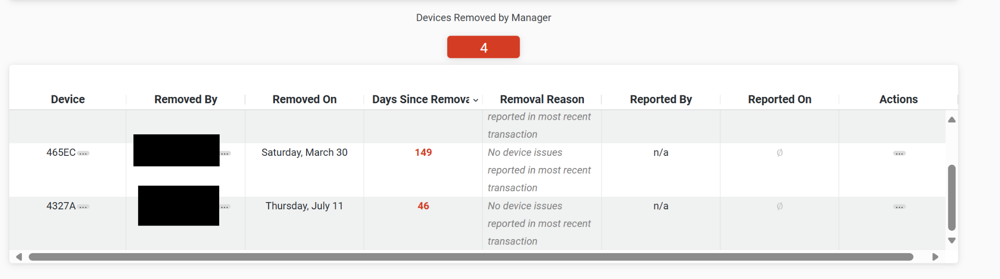 Devices Removed by Manager
4
Device Removed By Removed On Days Since Remova Removal Reason Reported By Reported On Actions
reported in most recent
transaction
465EC ... ... Saturday, March 30 149 No device issues n/a Ø ...
reported in most recent
transaction
4327A ... ... Thursday, July 11 46 No device issues n/a Ø ...
reported in most recent
transaction